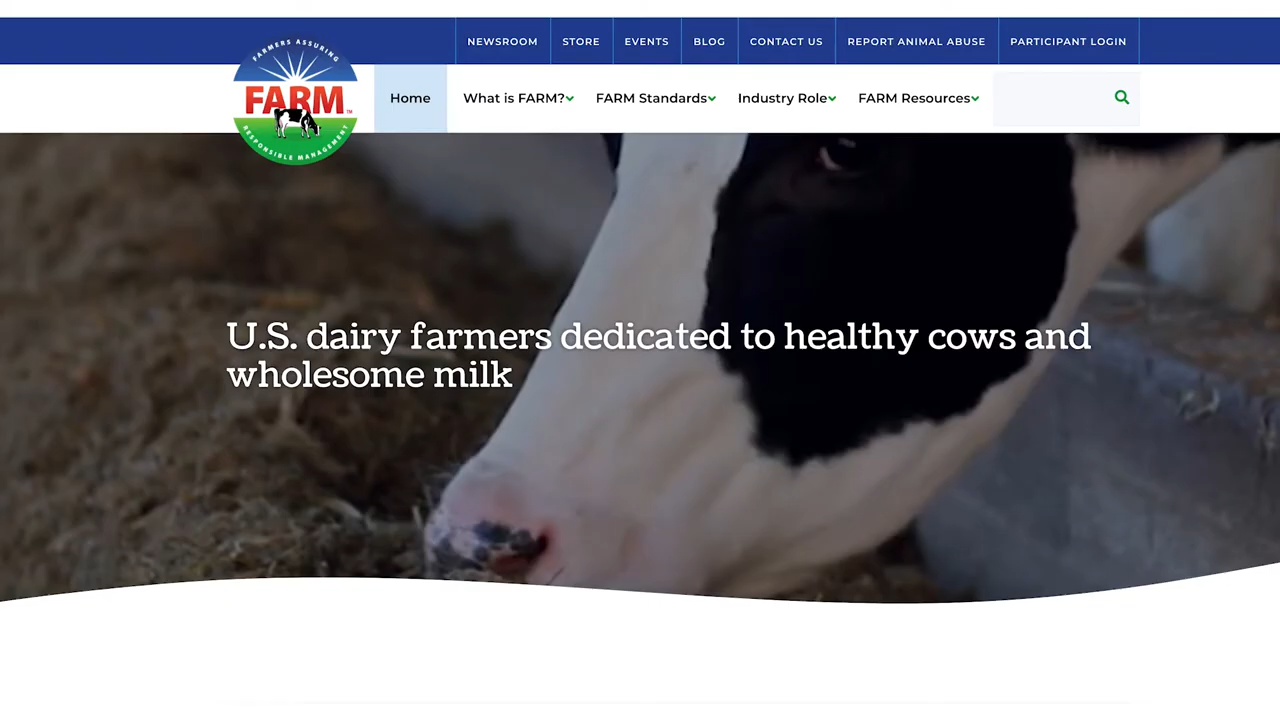 NEWSROOM
STORE
EVENTS
BLOG
CONTACT US
REPORT ANIMAL ABUSE
PARTICIPANT LOGIN
FARMERS ASSURING
FARM™
RESPONSIBLE MANAGEMENT
Home
What is FARM?
FARM Standards
Industry Role
FARM Resources
U.S. dairy farmers dedicated to healthy cows and
wholesome milk